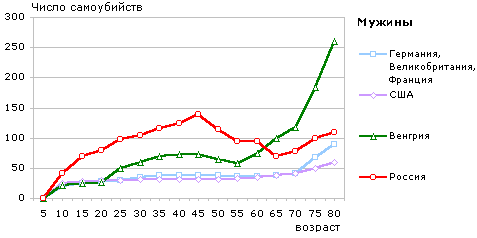 Число самоубийств
300
250
200
150
100
50
0
5 10 15 20 25 30 35 40 45 50 55 60 65 70 75 80
возраст
Мужины
Германия,
Великобритания,
Франция
США
Венгрия
Россия